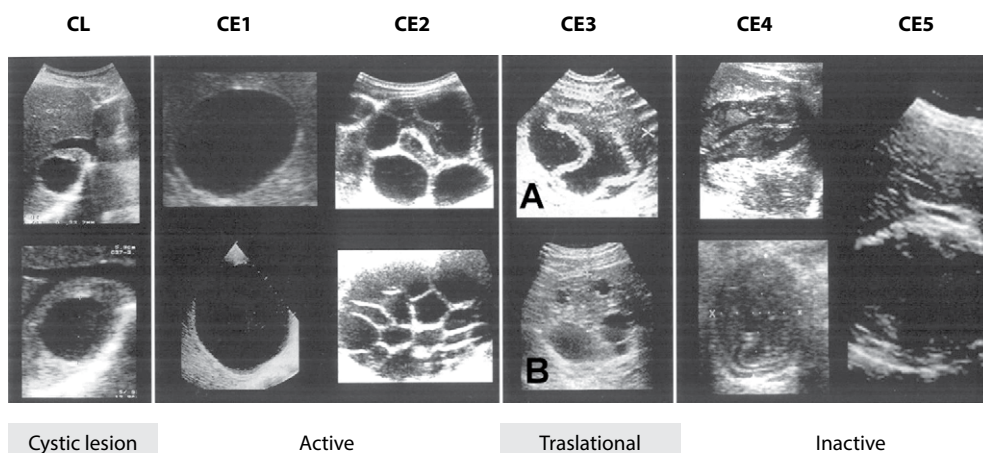 CL CE1 CE2 CE3 CE4 CE5
A
B
Cystic lesion Active Traslational Inactive